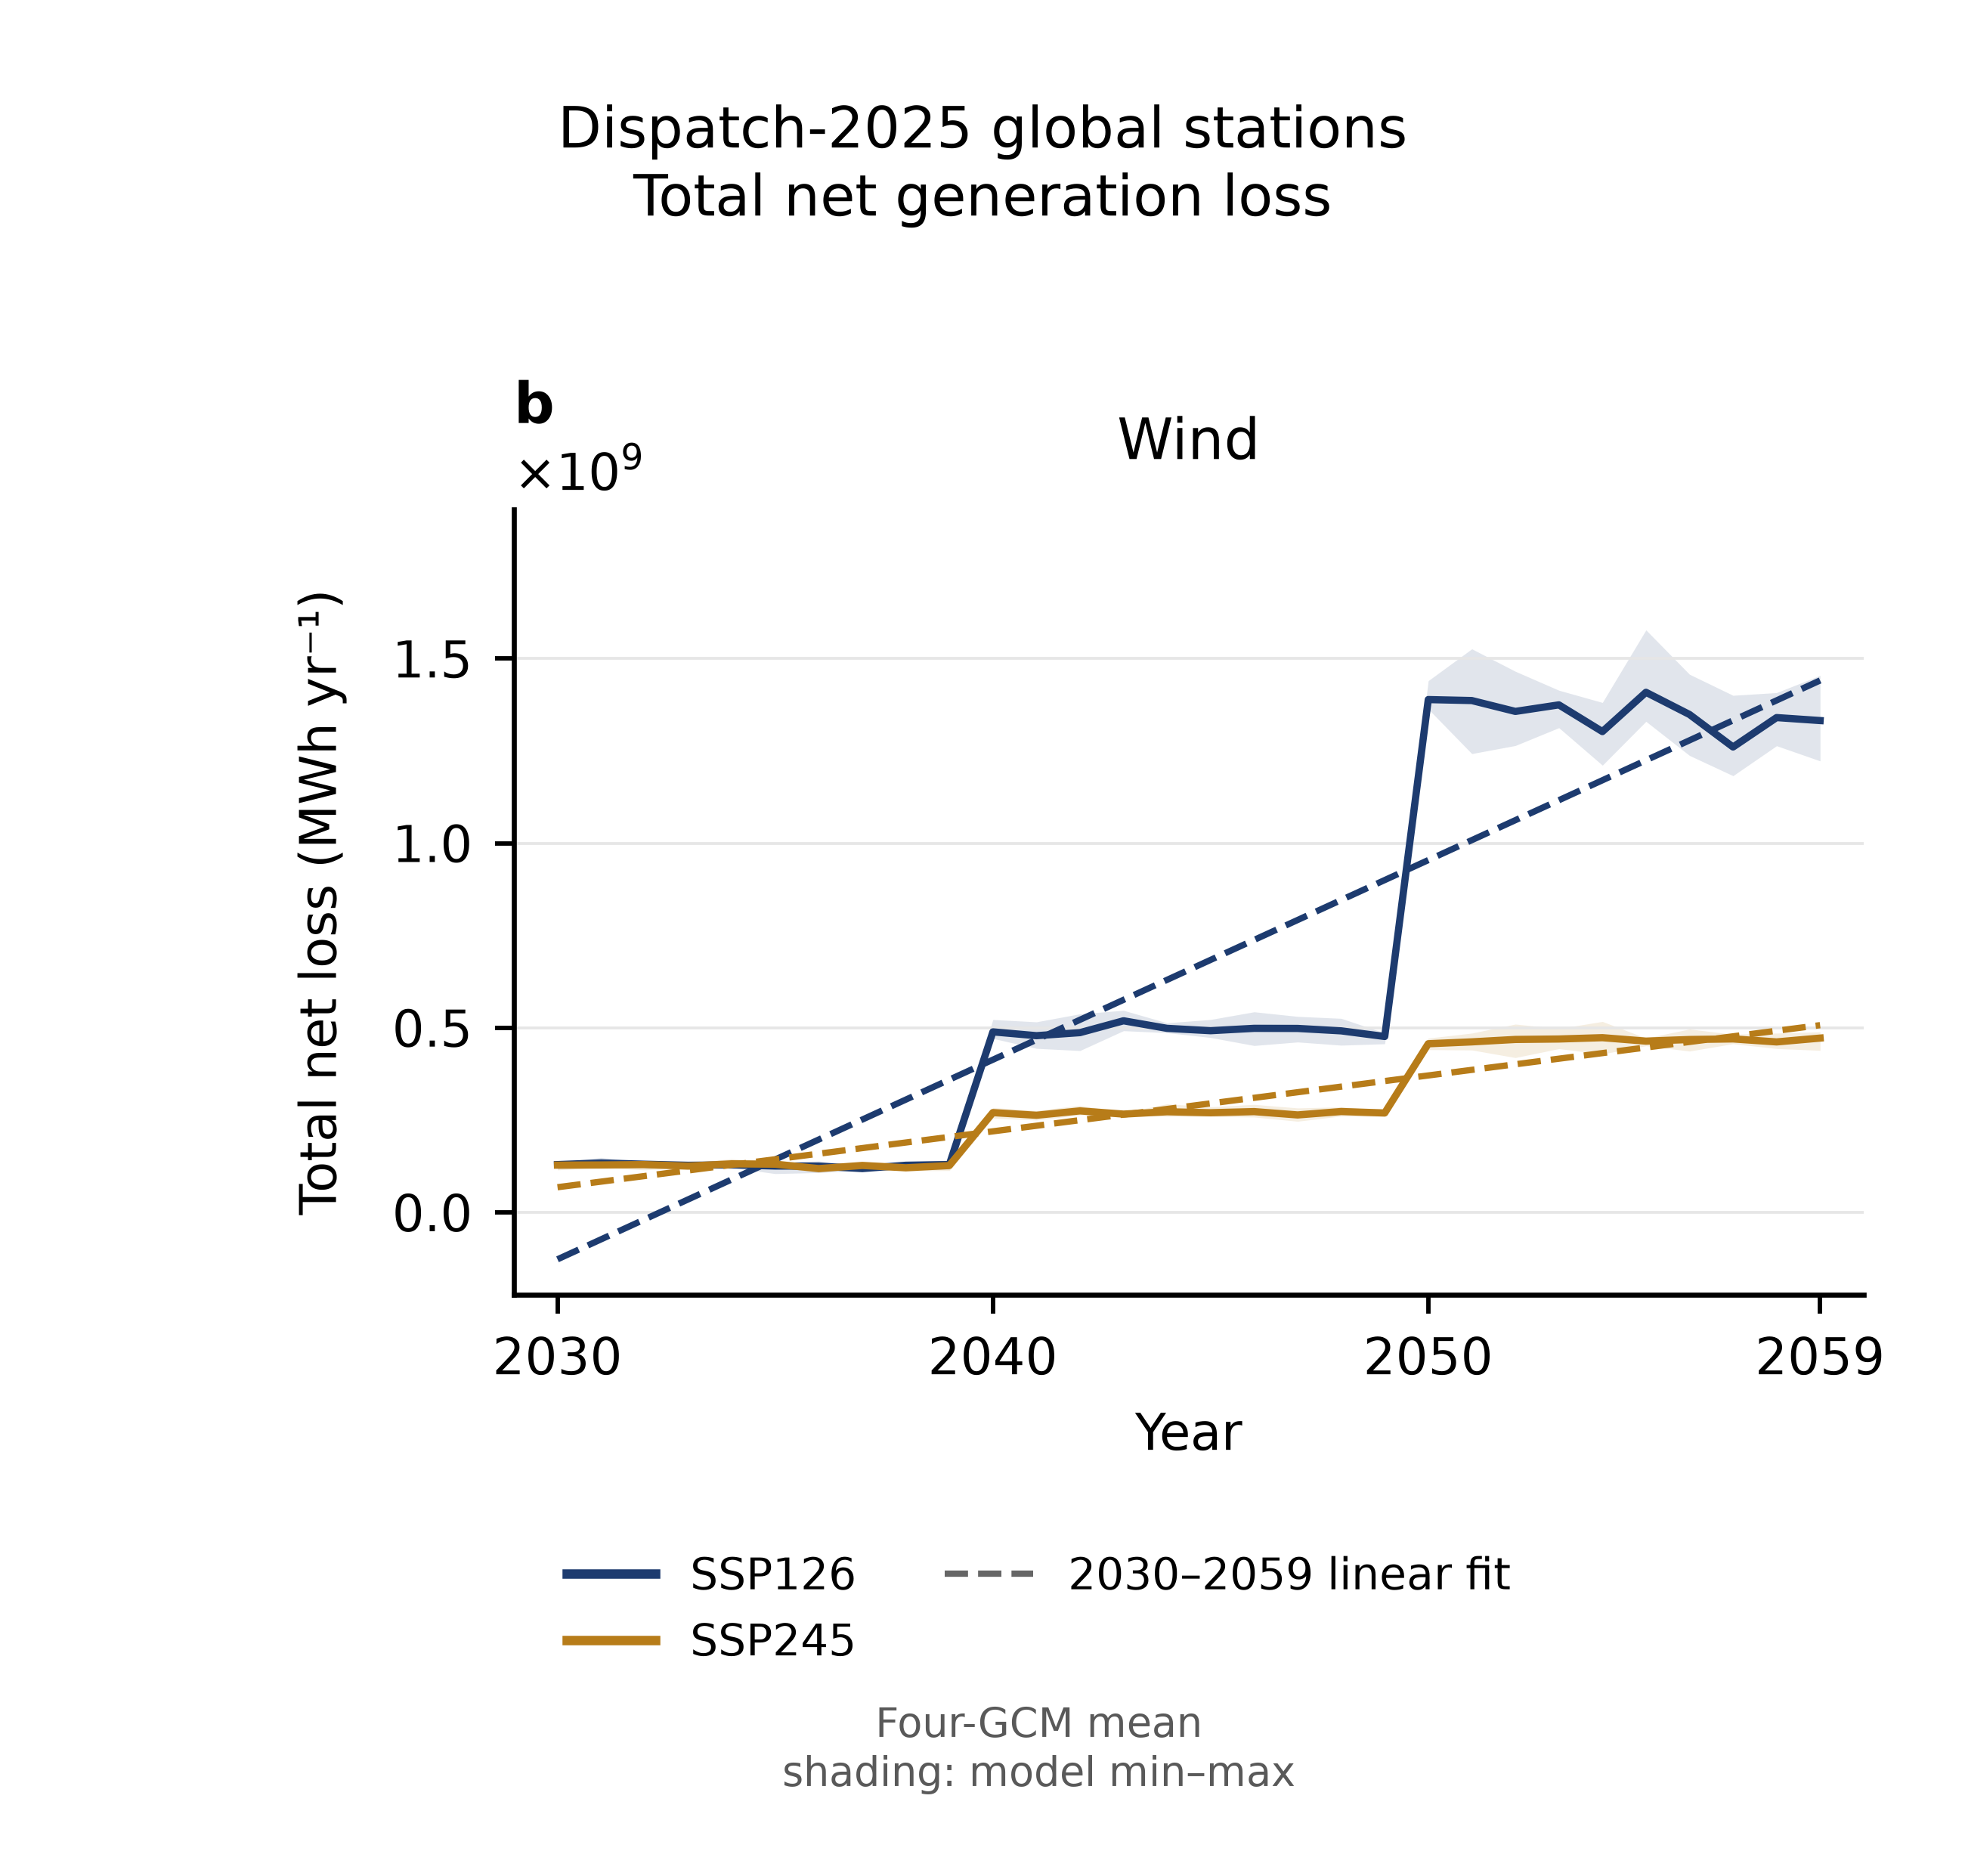 Dispatch-2025 global stations
Total net generation loss
b
×10⁹
Wind
Total net loss (MWh yr⁻¹)
1.5
1.0
0.5
0.0
2030 2040 2050 2059
Year
SSP126
2030–2059 linear fit
SSP245
Four-GCM mean
shading: model min–max